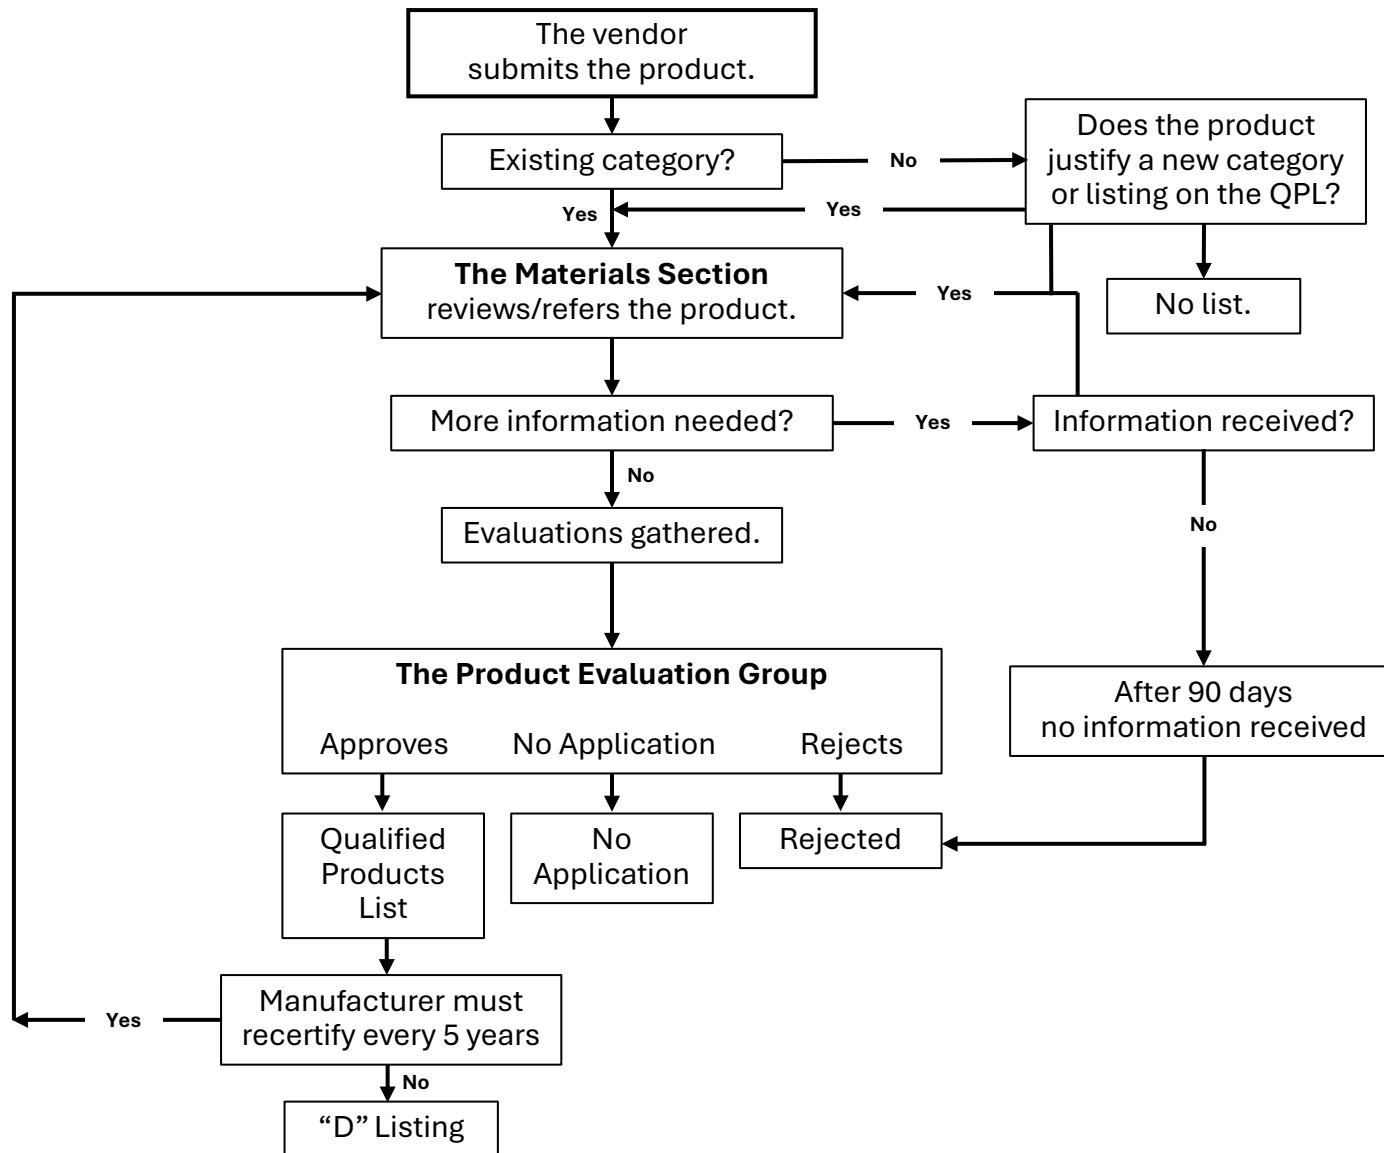 The vendor
submits the product.
Existing category?
No
Does the product
justify a new category
or listing on the QPL?
Yes
Yes
The Materials Section
reviews/refers the product.
Yes
No list.
More information needed?
Yes
Information received?
No
Evaluations gathered.
No
The Product Evaluation Group
Approves
No Application
Rejects
After 90 days
no information received
Qualified
Products
List
No
Application
Rejected
Manufacturer must
recertify every 5 years
Yes
No
“D” Listing